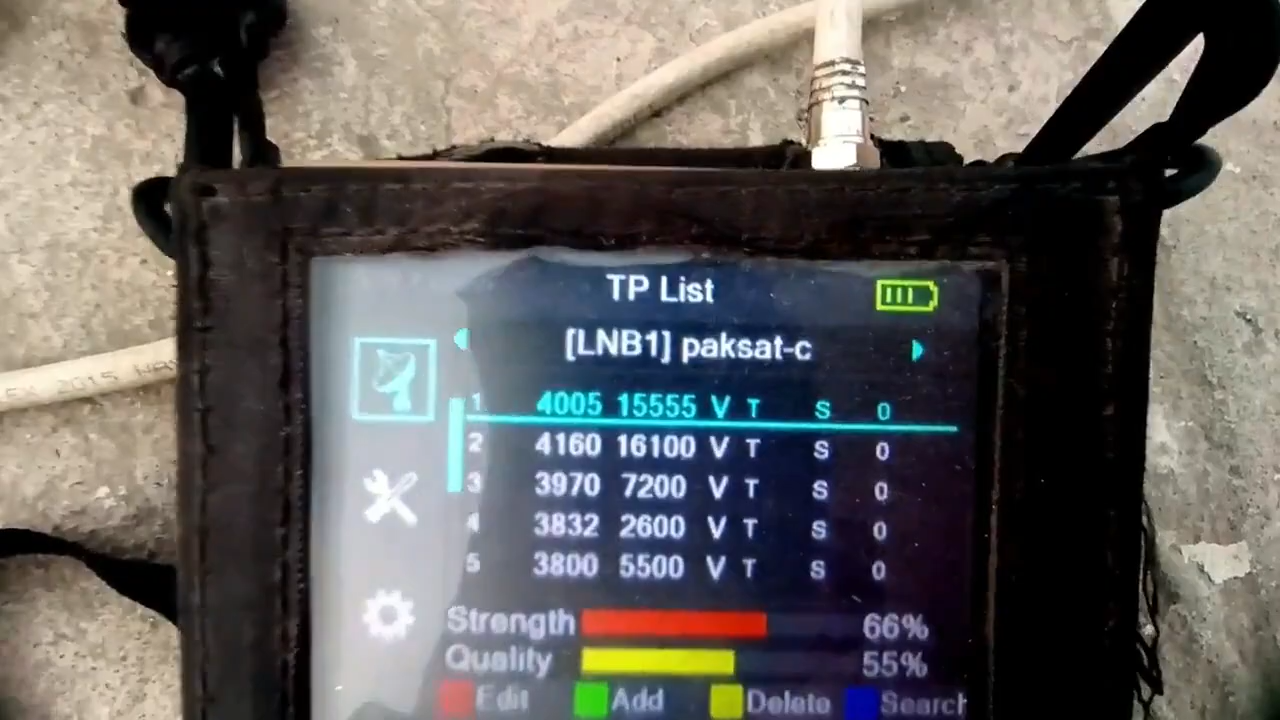 TP List
[LNB1] paksat-c
1 4005 15555 V T S 0
2 4160 16100 V T S 0
3 3970 7200 V T S 0
4 3832 2600 V T S 0
5 3800 5500 V T S 0
Strength 66%
Quality 55%
Edit Add Delete Search
2015